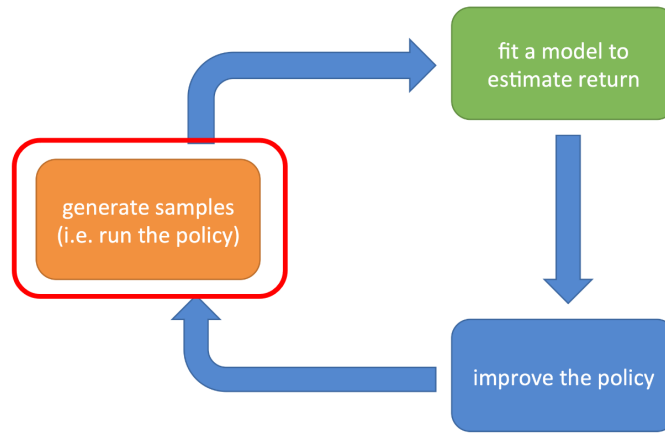 fit a model to
estimate return
generate samples
(i.e. run the policy)
improve the policy